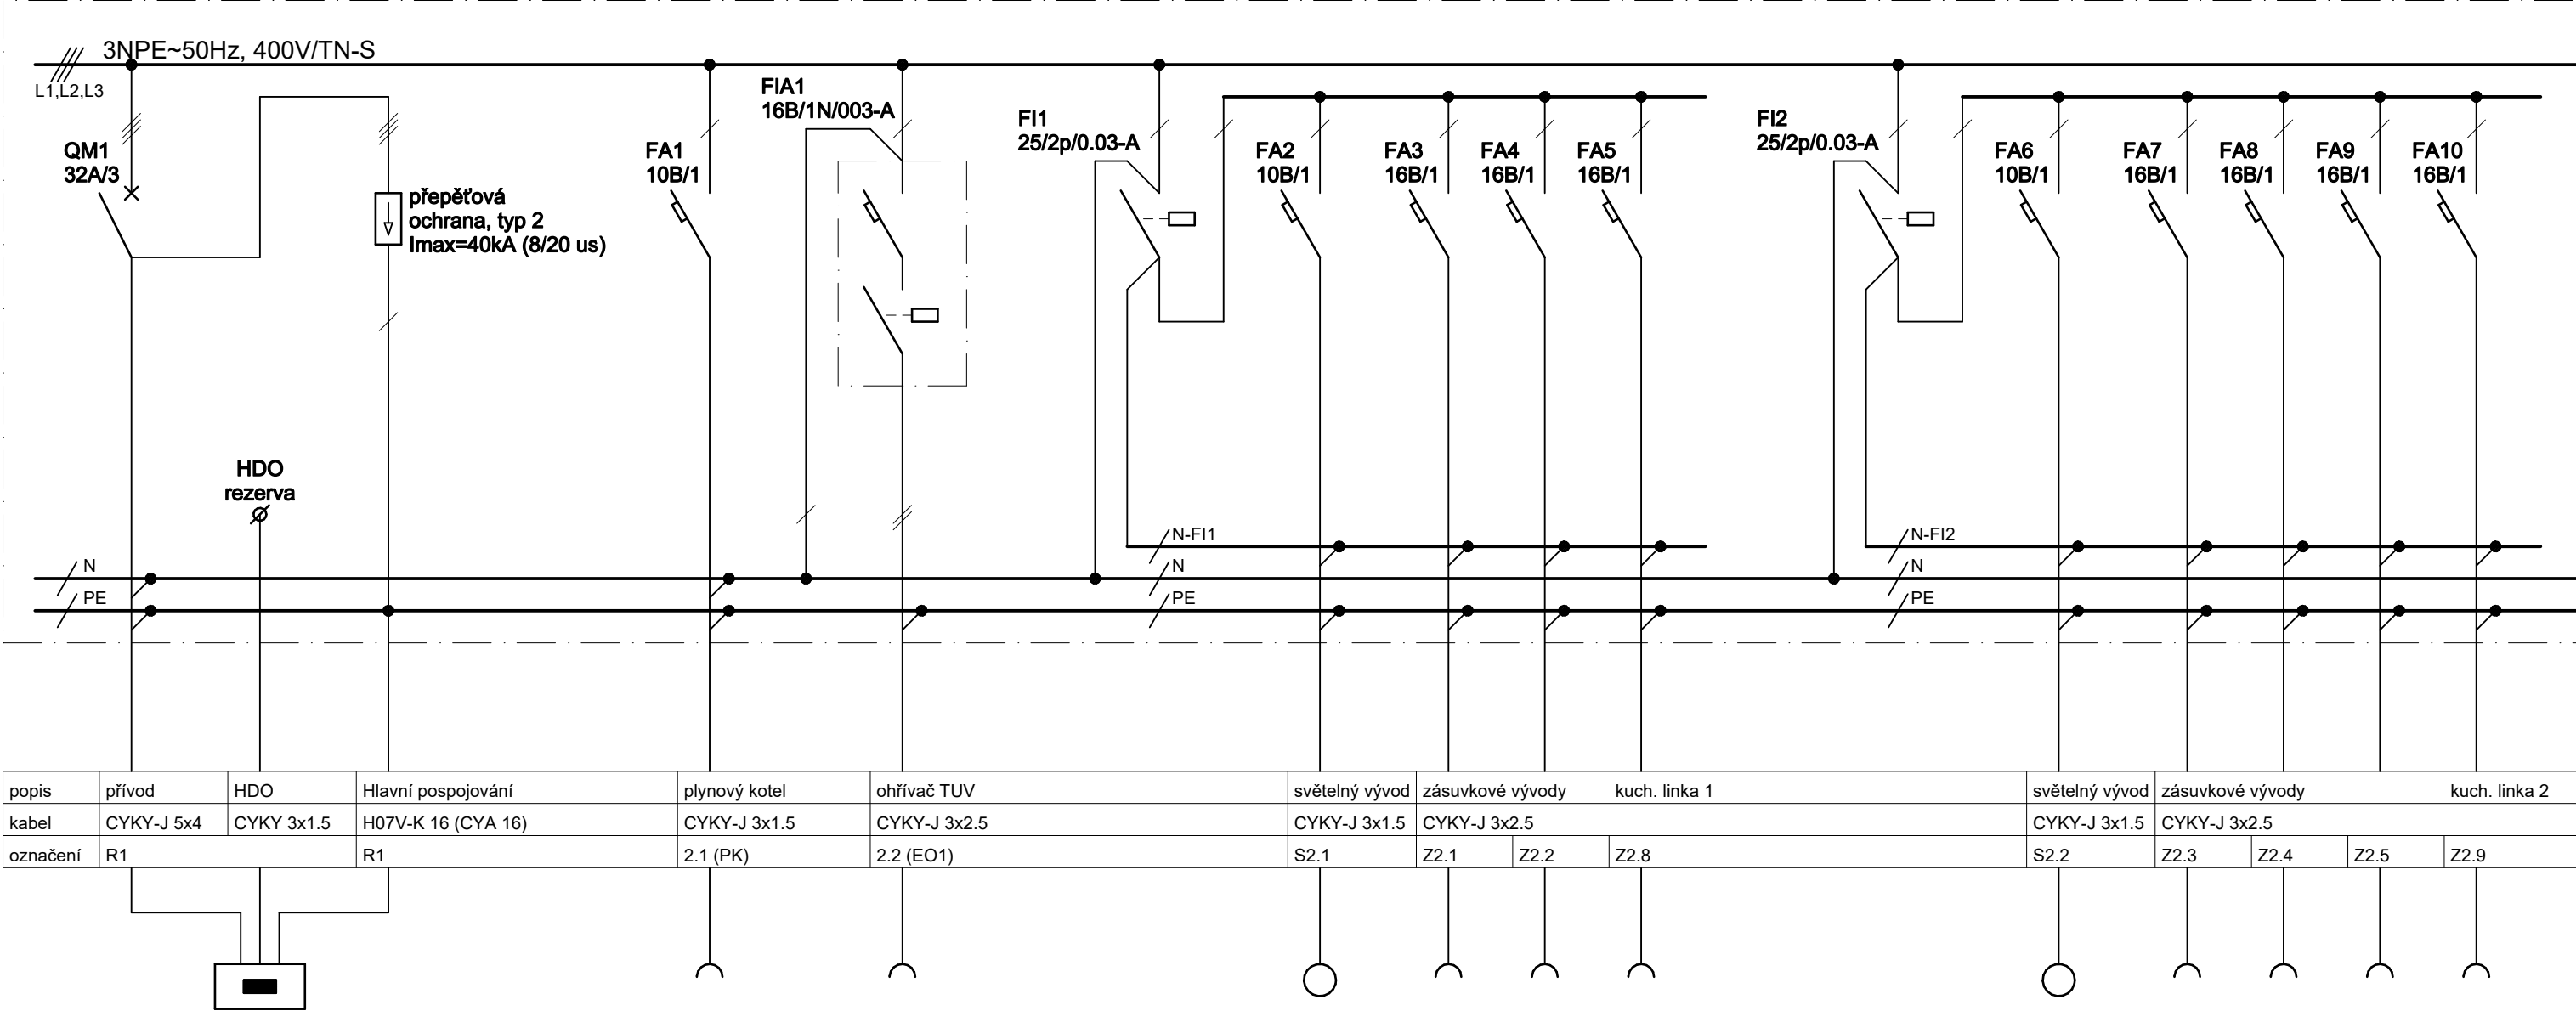 3NPE~50Hz, 400V/TN-S
L1,L2,L3
QM1
32A/3
přepěťová
ochrana, typ 2
Imax=40kA (8/20 us)
HDO
rezerva
FA1
10B/1
FIA1
16B/1N/003-A
FI1
25/2p/0.03-A
FA2
10B/1
FA3
16B/1
FA4
16B/1
FA5
16B/1
FI2
25/2p/0.03-A
FA6
10B/1
FA7
16B/1
FA8
16B/1
FA9
16B/1
FA10
16B/1
N-FI1
N-FI2
N
N
N
PE
PE
PE
popis přívod HDO Hlavní pospojování plynový kotel ohřívač TUV světelný vývod zásuvkové vývody kuch. linka 1 světelný vývod zásuvkové vývody kuch. linka 2
kabel CYKY-J 5x4 CYKY 3x1.5 H07V-K 16 (CYA 16) CYKY-J 3x1.5 CYKY-J 3x2.5 CYKY-J 3x1.5 CYKY-J 3x2.5 CYKY-J 3x1.5 CYKY-J 3x2.5
označení R1 R1 2.1 (PK) 2.2 (EO1) S2.1 Z2.1 Z2.2 Z2.8 S2.2 Z2.3 Z2.4 Z2.5 Z2.9